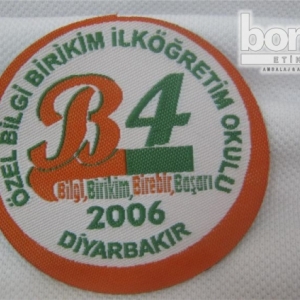 ÖZEL BİLGİ BİRİKİM İLKÖĞRETİM OKULU
B4
Bilgi,Birikim,Birebir,Başarı
2006
DİYARBAKIR